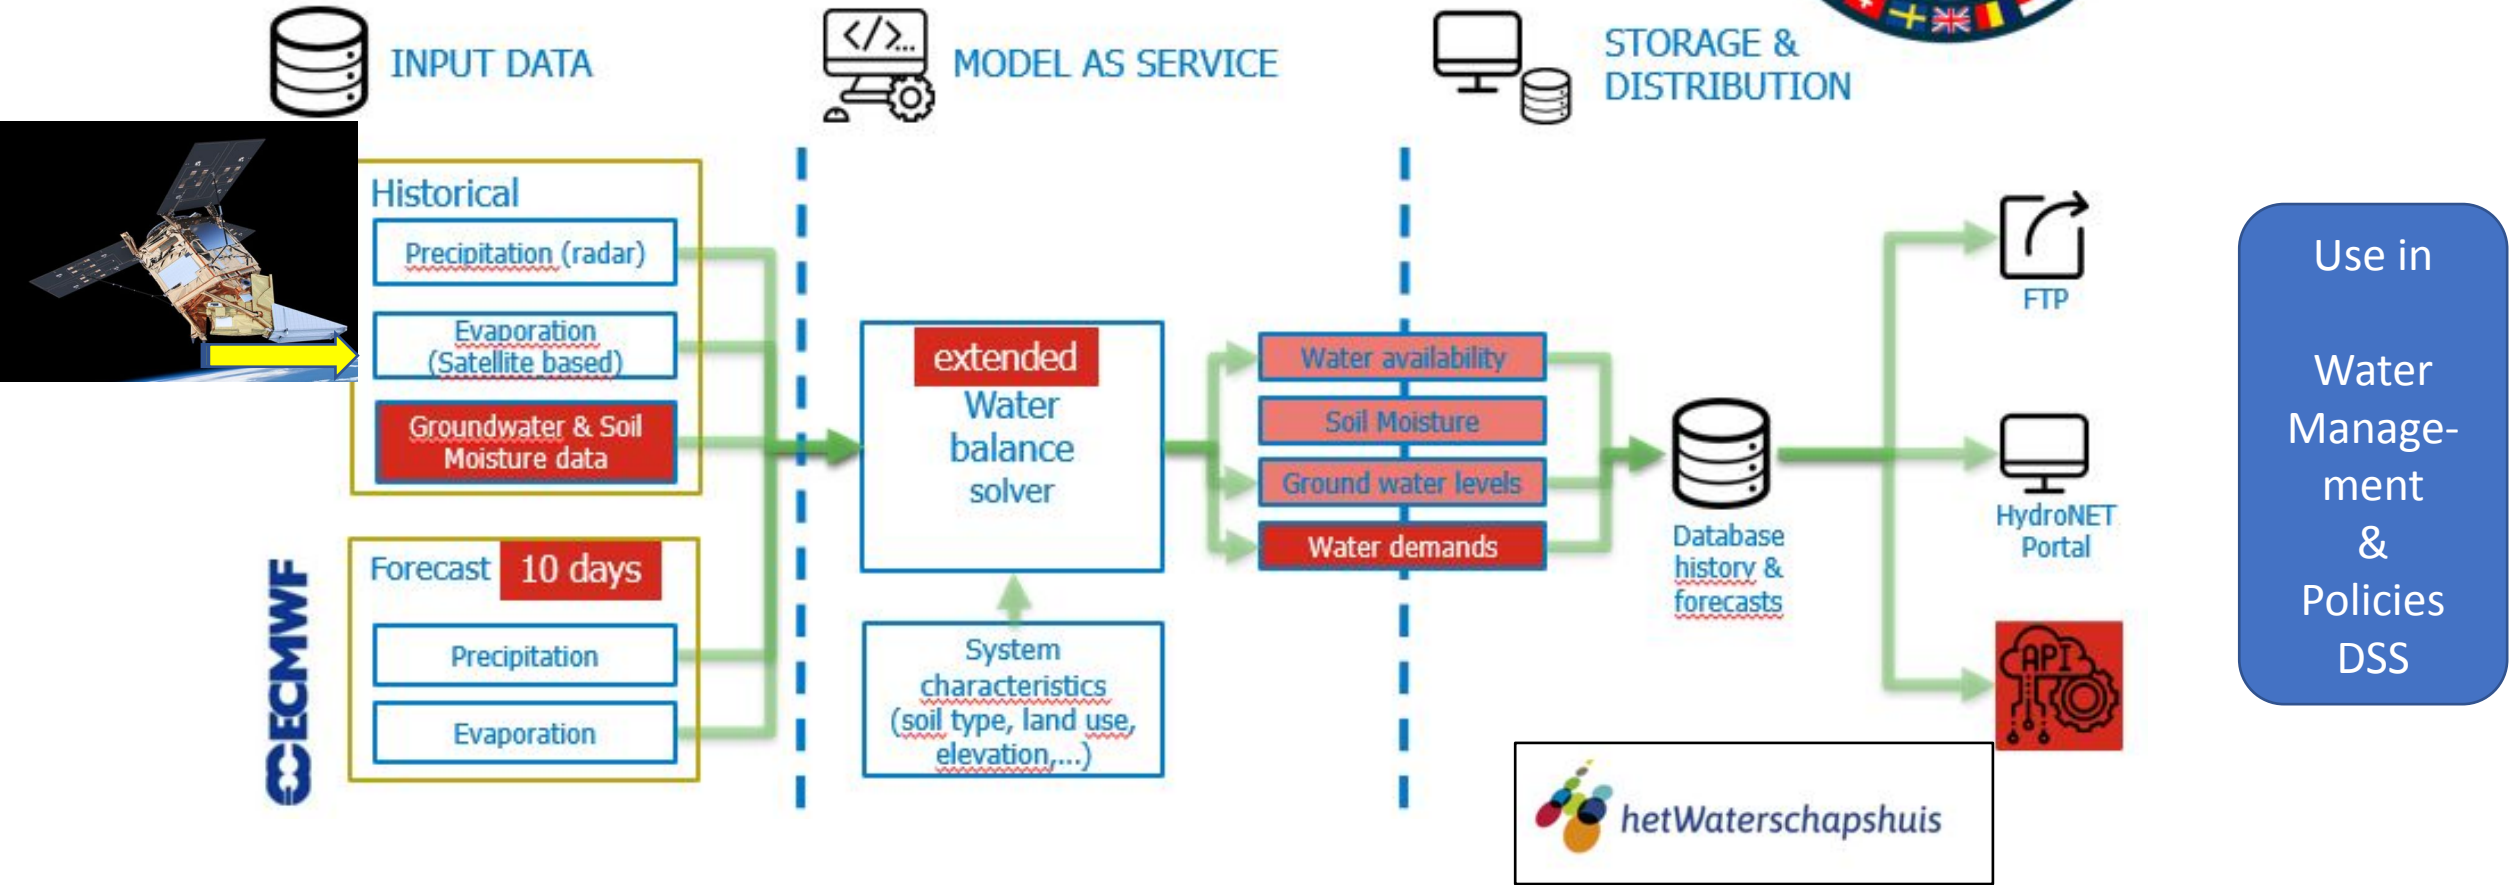 INPUT DATA
</>...
MODEL AS SERVICE
STORAGE &
DISTRIBUTION
Historical
Precipitation (radar)
Evaporation
(Satellite based)
Groundwater & Soil
Moisture data
ECMWF
Forecast
10 days
Precipitation
Evaporation
extended
Water
balance
solver
System
characteristics
(soil type, land use,
elevation,...)
Water availability
Soil Moisture
Ground water levels
Water demands
Database
history &
forecasts
FTP
HydroNET
Portal
API
hetWaterschapshuis
Use in
Water
Manage-
ment
&
Policies
DSS